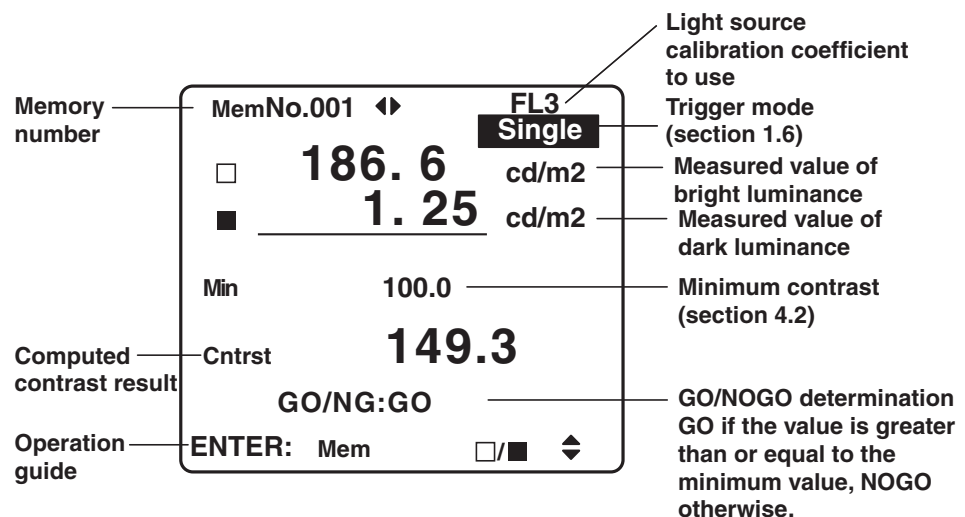 Light source
calibration coefficient
to use
Memory
number
MemNo.001
FL3
Single
Trigger mode
(section 1.6)
□ 186. 6 cd/m2
Measured value of
bright luminance
■ 1. 25 cd/m2
Measured value of
dark luminance
Min 100.0
Minimum contrast
(section 4.2)
Computed
contrast result
Cntrst 149.3
GO/NG:GO
GO/NOGO determination
GO if the value is greater
than or equal to the
minimum value, NOGO
otherwise.
Operation
guide
ENTER: Mem □/■